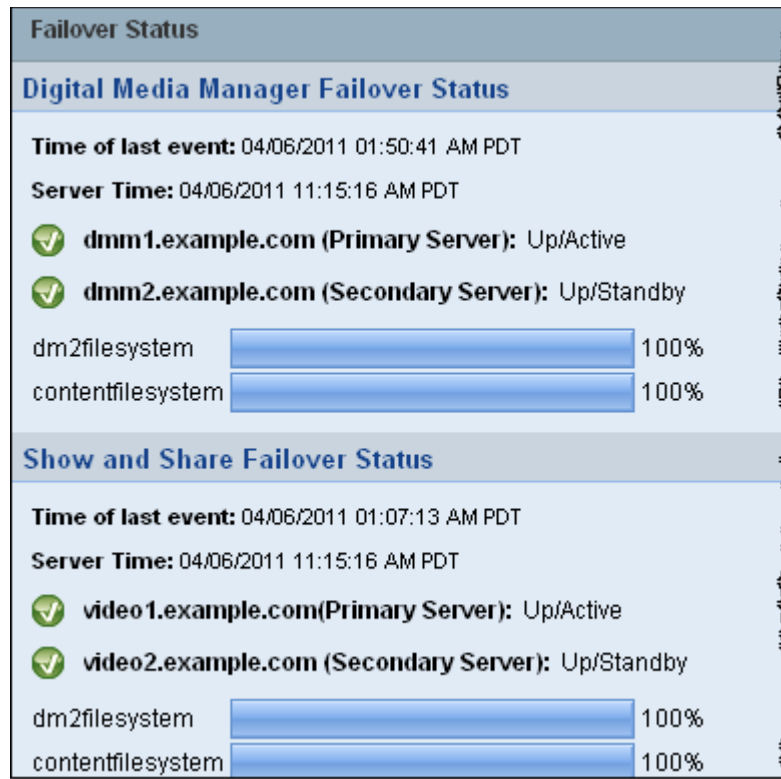 Failover Status
Digital Media Manager Failover Status
Time of last event: 04/06/2011 01:50:41 AM PDT
Server Time: 04/06/2011 11:15:16 AM PDT
dmm1.example.com (Primary Server): Up/Active
dmm2.example.com (Secondary Server): Up/Standby
dm2filesystem 100%
contentfilesystem 100%
Show and Share Failover Status
Time of last event: 04/06/2011 01:07:13 AM PDT
Server Time: 04/06/2011 11:15:16 AM PDT
video1.example.com(Primary Server): Up/Active
video2.example.com (Secondary Server): Up/Standby
dm2filesystem 100%
contentfilesystem 100%